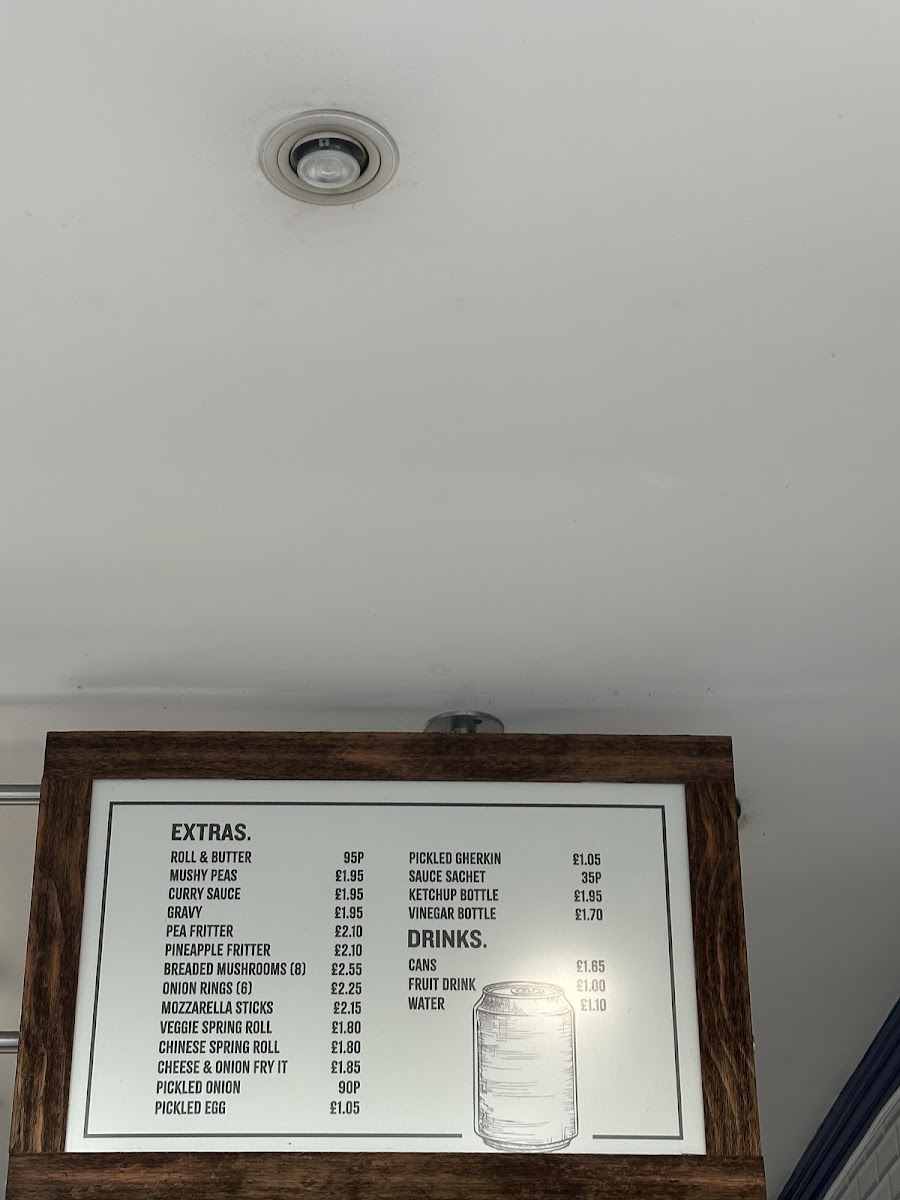 EXTRAS.
ROLL & BUTTER 95P
MUSHY PEAS £1.95
CURRY SAUCE £1.95
GRAVY £1.95
PEA FRITTER £2.10
PINEAPPLE FRITTER £2.10
BREADED MUSHROOMS (8) £2.55
ONION RINGS (6) £2.25
MOZZARELLA STICKS £2.15
VEGGIE SPRING ROLL £1.80
CHINESE SPRING ROLL £1.80
CHEESE & ONION FRY IT £1.85
PICKLED ONION 90P
PICKLED EGG £1.05
PICKLED GHERKIN £1.05
SAUCE SACHET 35P
KETCHUP BOTTLE £1.95
VINEGAR BOTTLE £1.70
DRINKS.
CANS £1.65
FRUIT DRINK £1.00
WATER £1.10